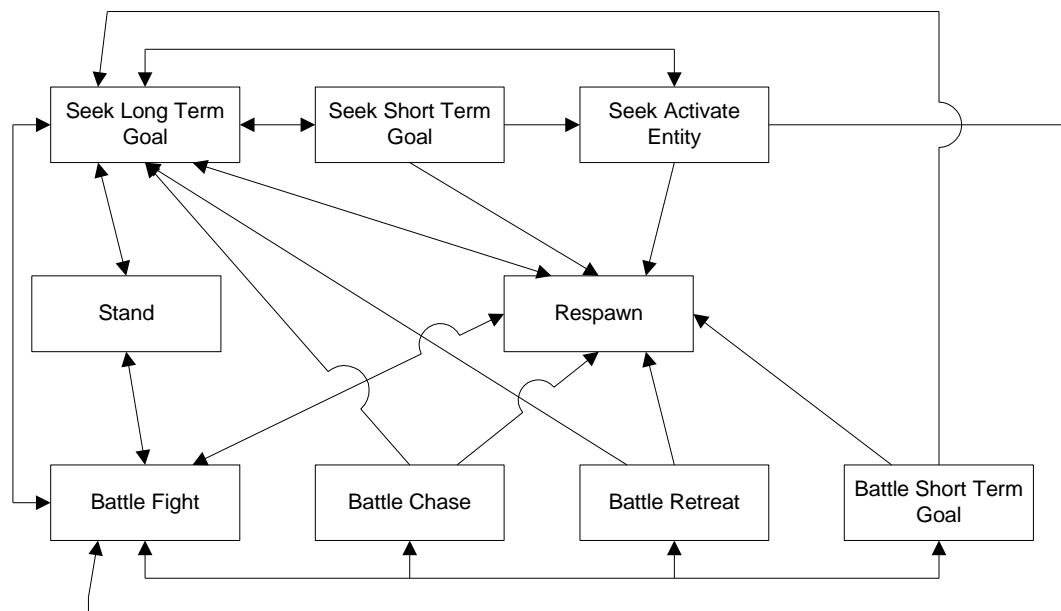 Seek Long Term
Goal
Seek Short Term
Goal
Seek Activate
Entity
Stand
Respawn
Battle Fight
Battle Chase
Battle Retreat
Battle Short Term
Goal